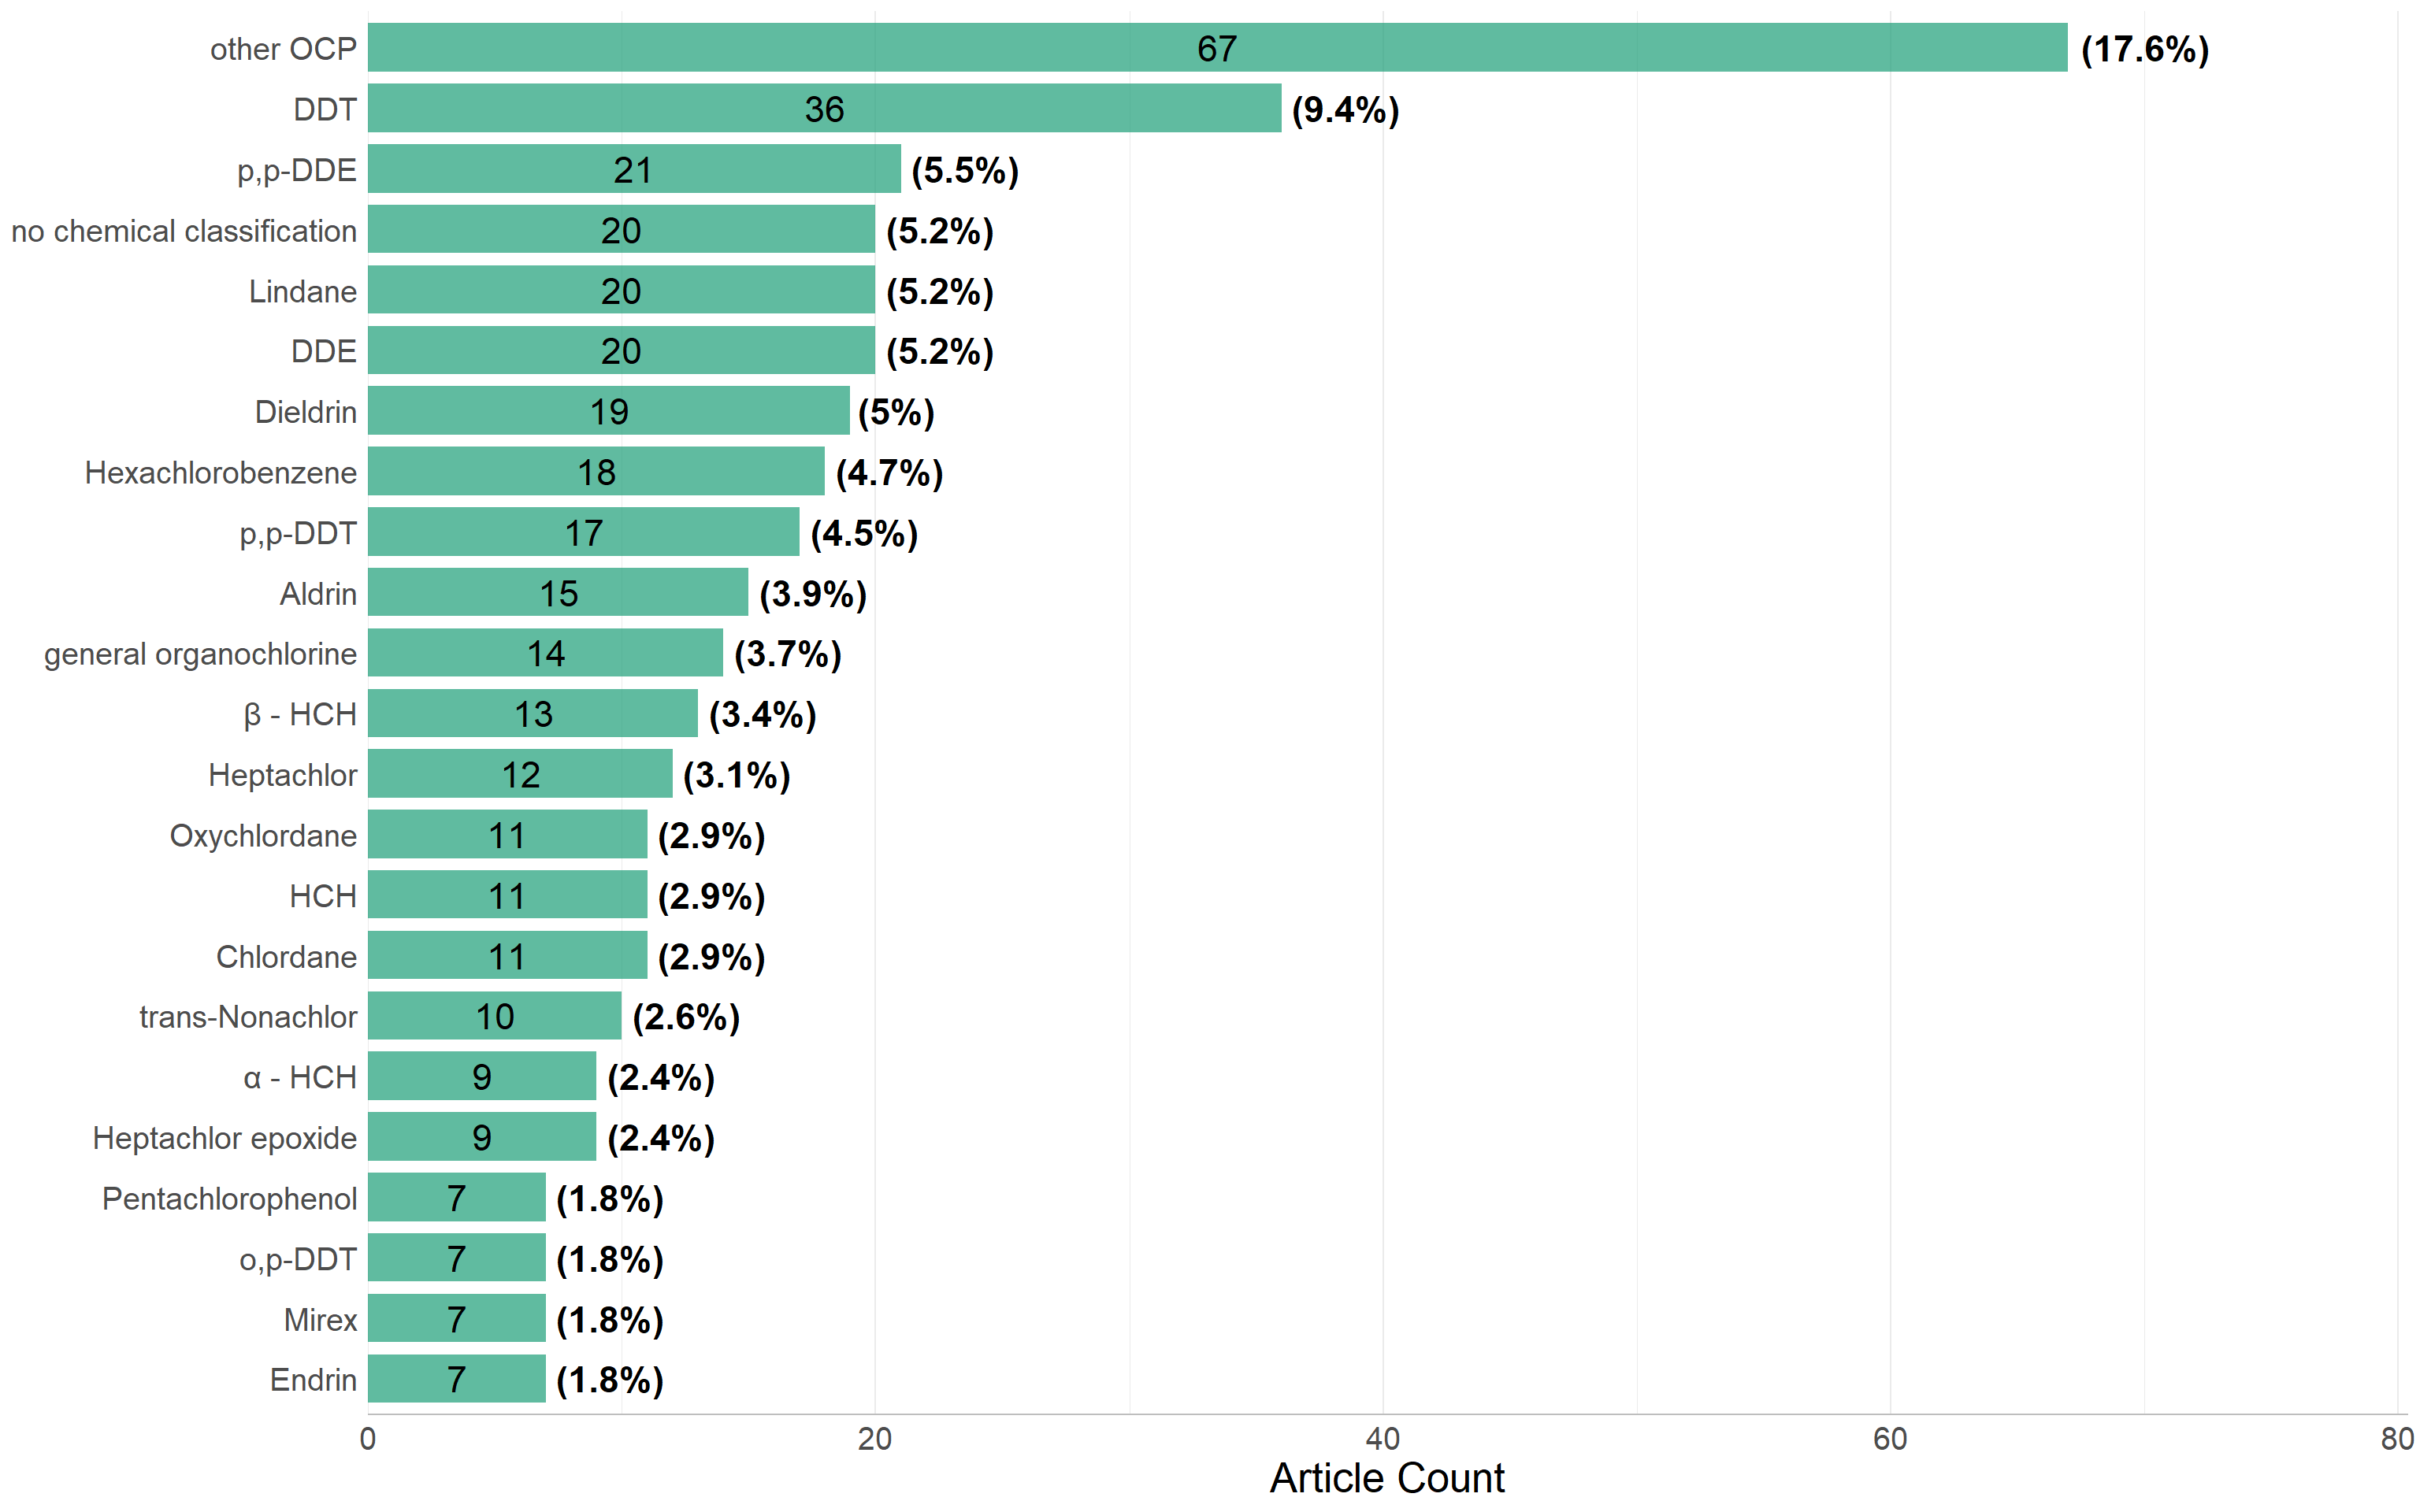 other OCP 67 (17.6%)
DDT 36 (9.4%)
p,p-DDE 21 (5.5%)
no chemical classification 20 (5.2%)
Lindane 20 (5.2%)
DDE 20 (5.2%)
Dieldrin 19 (5%)
Hexachlorobenzene 18 (4.7%)
p,p-DDT 17 (4.5%)
Aldrin 15 (3.9%)
general organochlorine 14 (3.7%)
β - HCH 13 (3.4%)
Heptachlor 12 (3.1%)
Oxychlordane 11 (2.9%)
HCH 11 (2.9%)
Chlordane 11 (2.9%)
trans-Nonachlor 10 (2.6%)
α - HCH 9 (2.4%)
Heptachlor epoxide 9 (2.4%)
Pentachlorophenol 7 (1.8%)
o,p-DDT 7 (1.8%)
Mirex 7 (1.8%)
Endrin 7 (1.8%)
0 20 40 60 80
Article Count